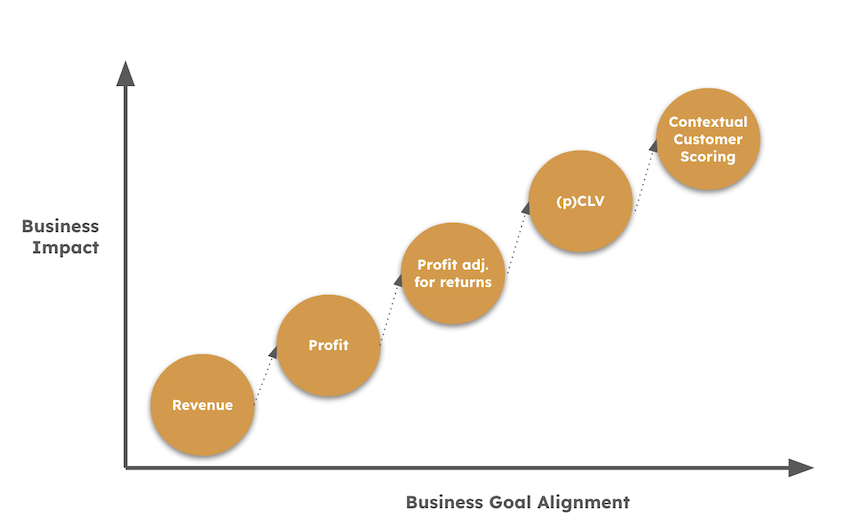 Contextual
Customer
Scoring
(p)CLV
Business
Impact
Profit adj.
for returns
Profit
Revenue
Business Goal Alignment